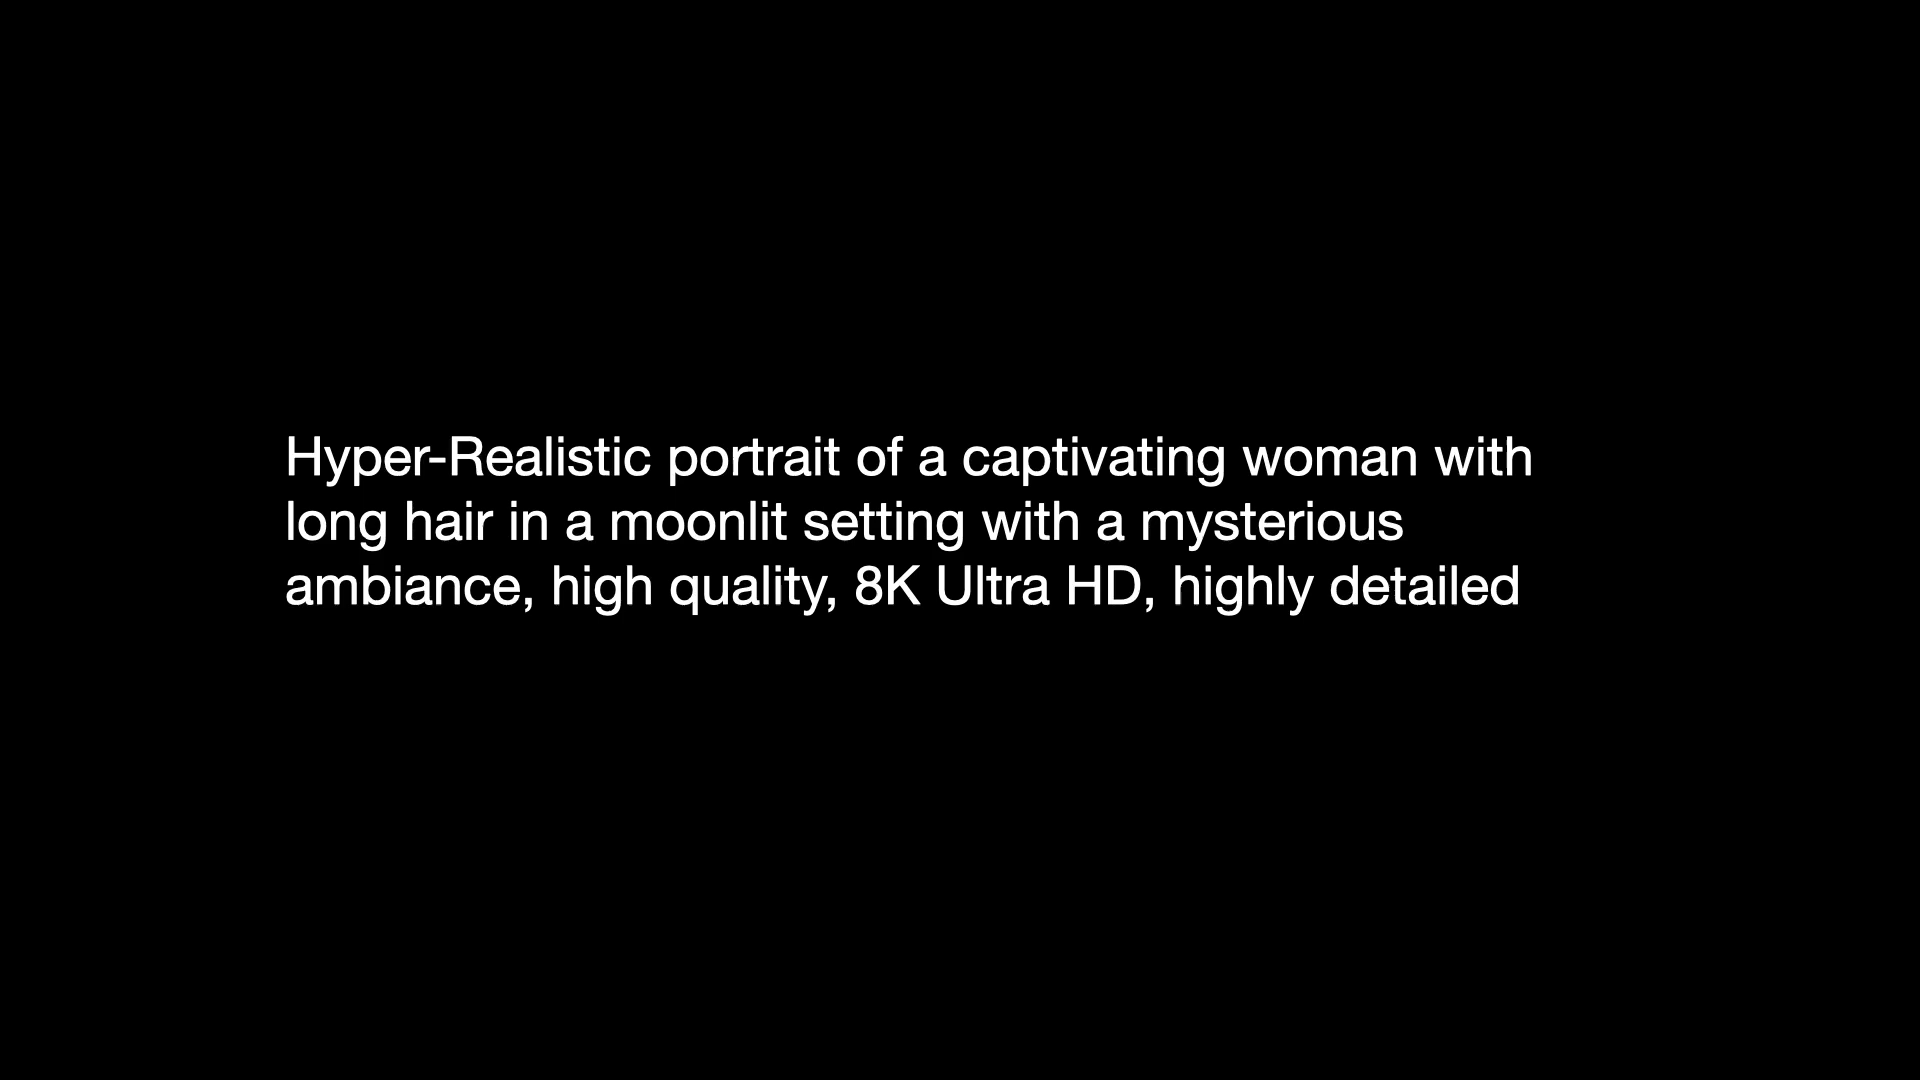 Hyper-Realistic portrait of a captivating woman with
long hair in a moonlit setting with a mysterious
ambiance, high quality, 8K Ultra HD, highly detailed